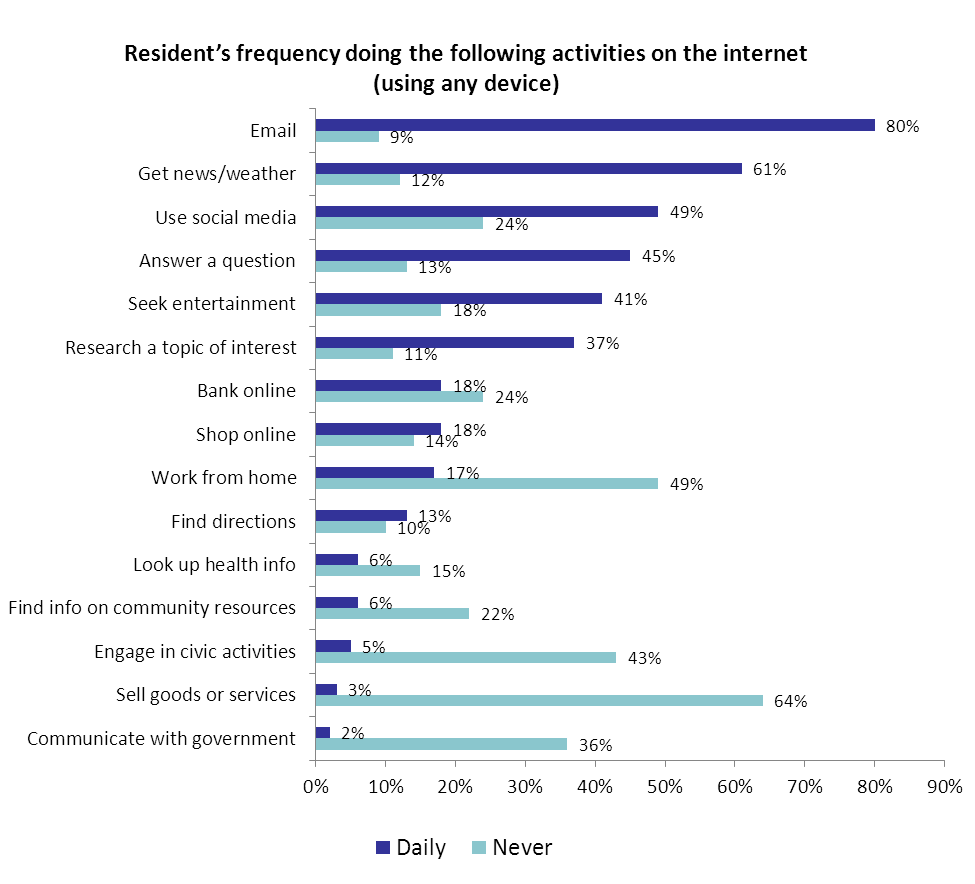 Resident’s frequency doing the following activities on the internet
(using any device)
Email
80%
9%
Get news/weather
61%
12%
Use social media
49%
24%
Answer a question
45%
13%
Seek entertainment
41%
18%
Research a topic of interest
37%
11%
Bank online
18%
24%
Shop online
18%
14%
Work from home
17%
49%
Find directions
13%
10%
Look up health info
6%
15%
Find info on community resources
6%
22%
Engage in civic activities
5%
43%
Sell goods or services
3%
64%
Communicate with government
2%
36%
0% 10% 20% 30% 40% 50% 60% 70% 80% 90%
Daily Never